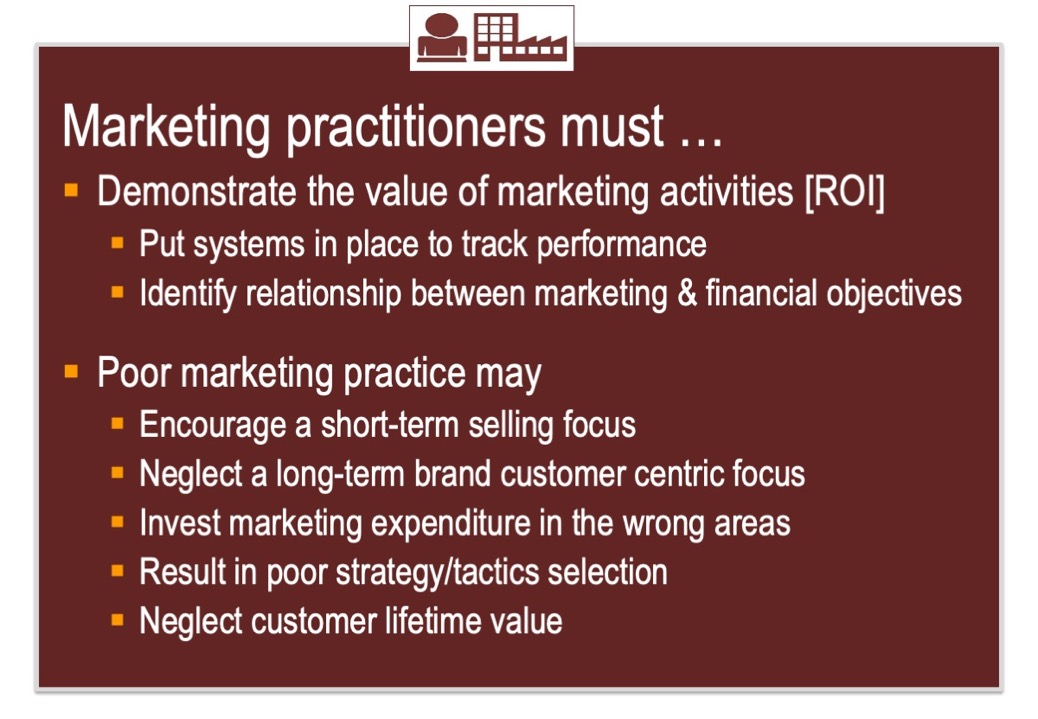 Marketing practitioners must …
Demonstrate the value of marketing activities [ROI]
Put systems in place to track performance
Identify relationship between marketing & financial objectives
Poor marketing practice may
Encourage a short-term selling focus
Neglect a long-term brand customer centric focus
Invest marketing expenditure in the wrong areas
Result in poor strategy/tactics selection
Neglect customer lifetime value